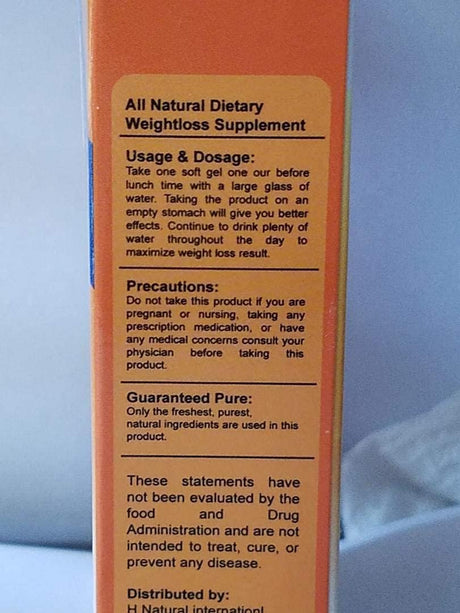 All Natural Dietary
Weightloss Supplement
Usage & Dosage:
Take one soft gel one our before
lunch time with a large glass of
water. Taking the product on an
empty stomach will give you better
effects. Continue to drink plenty of
water throughout the day to
maximize weight loss result.
Precautions:
Do not take this product if you are
pregnant or nursing, taking any
prescription medication, or have
any medical concerns consult your
physician before taking this
product.
Guaranteed Pure:
Only the freshest, purest,
natural ingredients are used in this
product.
These statements have
not been evaluated by the
food and Drug
Administration and are not
intended to treat, cure, or
prevent any disease.
Distributed by:
H Natural internationl